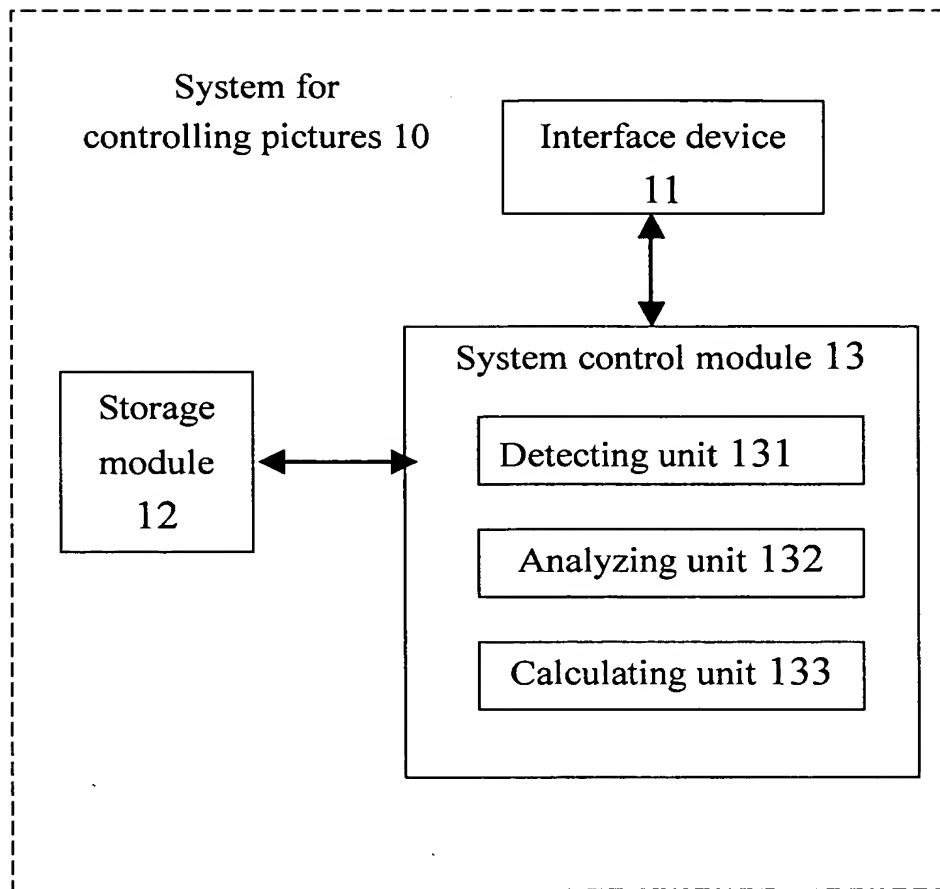 System for
controlling pictures 10
Interface device
11
System control module 13
Storage
module
12
Detecting unit 131
Analyzing unit 132
Calculating unit 133